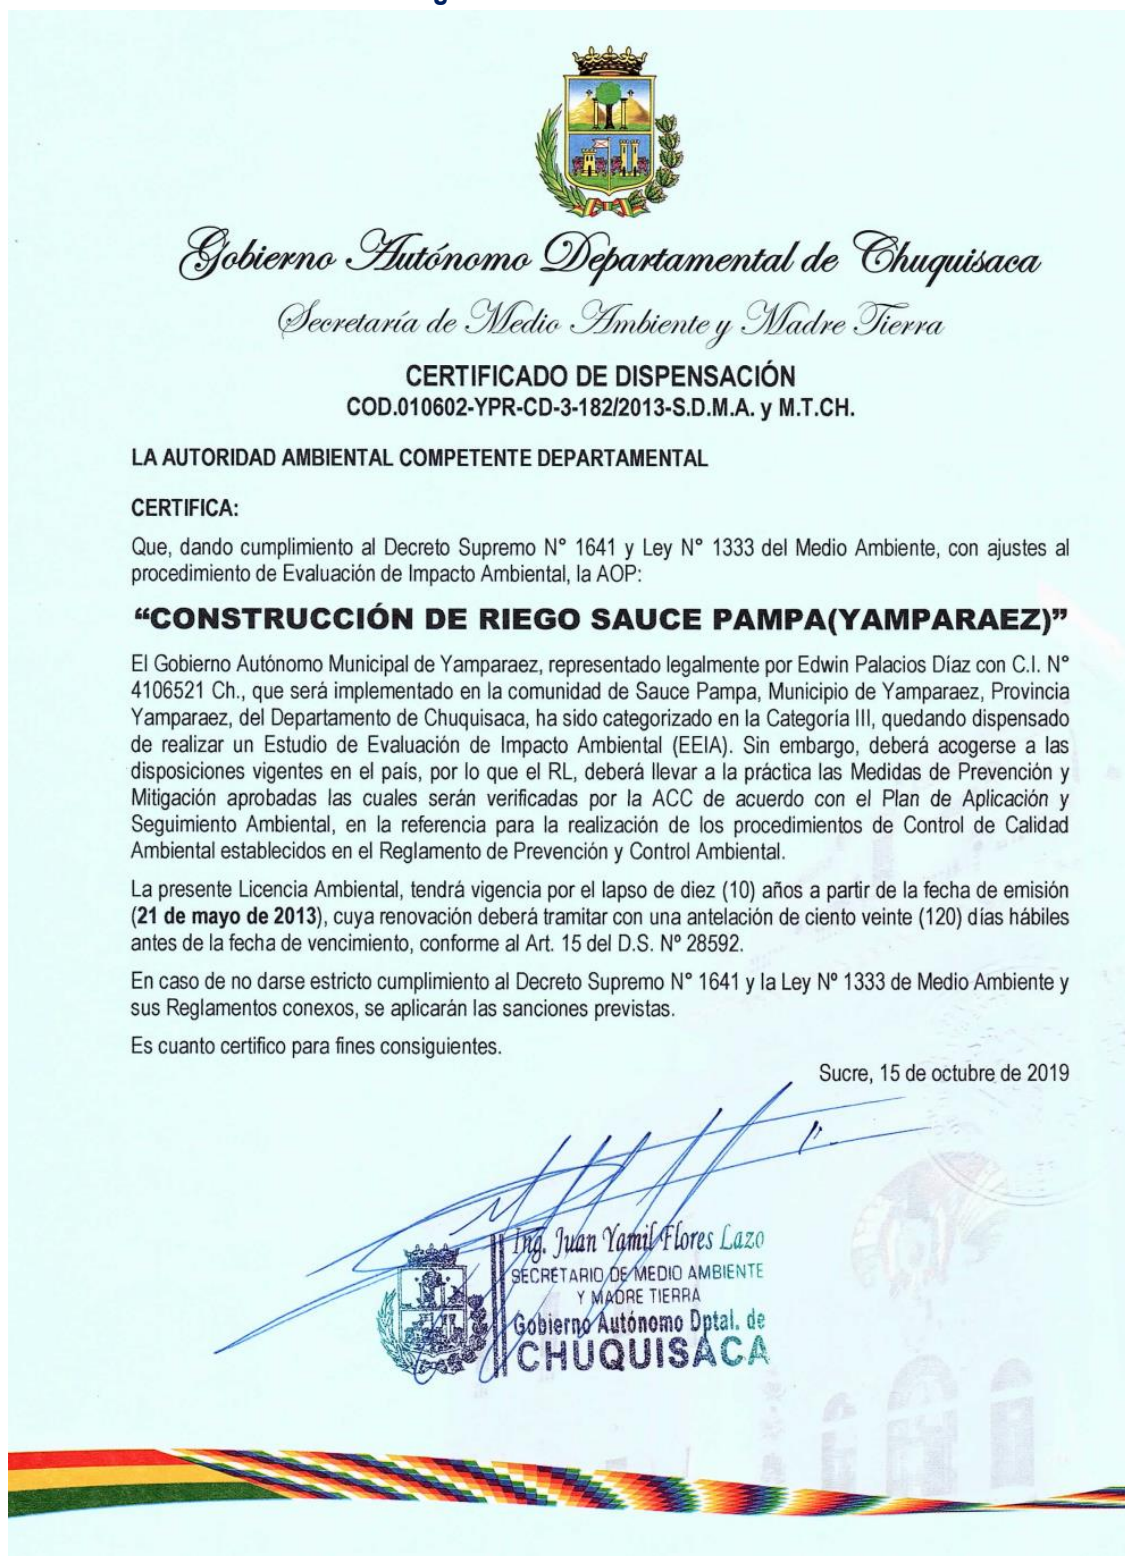 Gobierno Autónomo Departamental de Chuquisaca
Secretaría de Medio Ambiente y Madre Tierra
CERTIFICADO DE DISPENSACIÓN
COD.010602-YPR-CD-3-182/2013-S.D.M.A. y M.T.CH.
LA AUTORIDAD AMBIENTAL COMPETENTE DEPARTAMENTAL
CERTIFICA:
Que, dando cumplimiento al Decreto Supremo N° 1641 y Ley N° 1333 del Medio Ambiente, con ajustes al
procedimiento de Evaluación de Impacto Ambiental, la AOP:
“CONSTRUCCIÓN DE RIEGO SAUCE PAMPA(YAMPARAEZ)”
El Gobierno Autónomo Municipal de Yamparaez, representado legalmente por Edwin Palacios Díaz con C.I. N°
4106521 Ch., que será implementado en la comunidad de Sauce Pampa, Municipio de Yamparaez, Provincia
Yamparaez, del Departamento de Chuquisaca, ha sido categorizado en la Categoría III, quedando dispensado
de realizar un Estudio de Evaluación de Impacto Ambiental (EEIA). Sin embargo, deberá acogerse a las
disposiciones vigentes en el país, por lo que el RL, deberá llevar a la práctica las Medidas de Prevención y
Mitigación aprobadas las cuales serán verificadas por la ACC de acuerdo con el Plan de Aplicación y
Seguimiento Ambiental, en la referencia para la realización de los procedimientos de Control de Calidad
Ambiental establecidos en el Reglamento de Prevención y Control Ambiental.
La presente Licencia Ambiental, tendrá vigencia por el lapso de diez (10) años a partir de la fecha de emisión
(21 de mayo de 2013), cuya renovación deberá tramitar con una antelación de ciento veinte (120) días hábiles
antes de la fecha de vencimiento, conforme al Art. 15 del D.S. Nº 28592.
En caso de no darse estricto cumplimiento al Decreto Supremo N° 1641 y la Ley Nº 1333 de Medio Ambiente y
sus Reglamentos conexos, se aplicarán las sanciones previstas.
Es cuanto certifico para fines consiguientes.
Sucre, 15 de octubre de 2019
Ing. Juan Yamil Flores Lazo
SECRETARIO DE MEDIO AMBIENTE
Y MADRE TIERRA
Gobierno Autónomo Dptal. de
CHUQUISACA